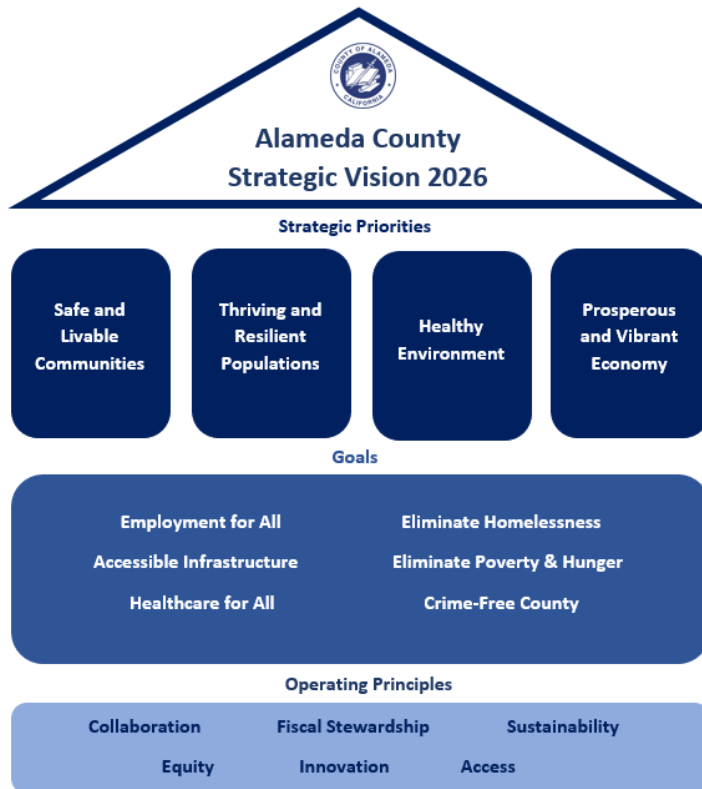 COUNTY OF ALAMEDA
CALIFORNIA
Alameda County
Strategic Vision 2026
Strategic Priorities
Safe and
Livable
Communities
Thriving and
Resilient
Populations
Healthy
Environment
Prosperous
and Vibrant
Economy
Goals
Employment for All
Eliminate Homelessness
Accessible Infrastructure
Eliminate Poverty & Hunger
Healthcare for All
Crime-Free County
Operating Principles
Collaboration
Fiscal Stewardship
Sustainability
Equity
Innovation
Access